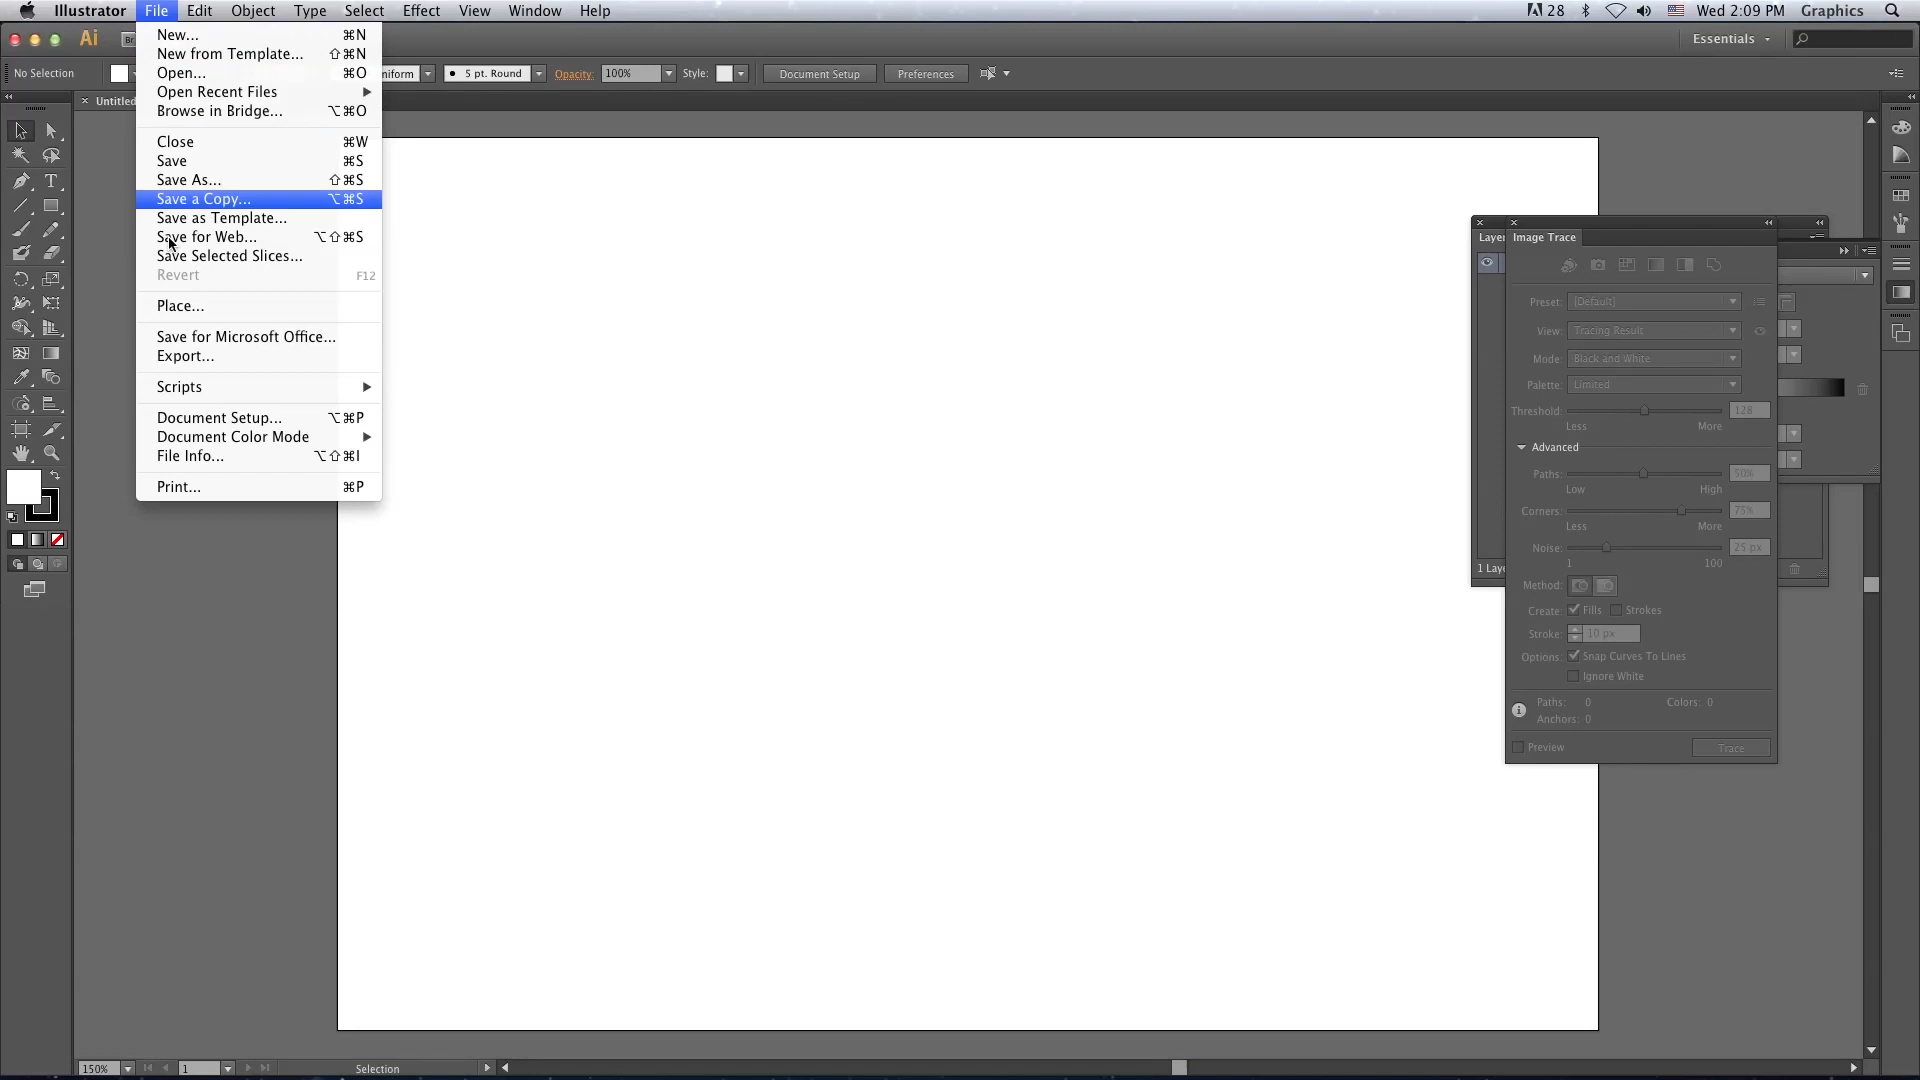 Illustrator File Edit Object Type Select Effect View Window Help 28 Wed 2:09 PM Graphics
Ai Br Essentials
No Selection niform 5 pt. Round Opacity: 100% Style: Document Setup Preferences
Untitled
New... ⌘N
New from Template... ⇧⌘N
Open... ⌘O
Open Recent Files
Browse in Bridge... ⌥⌘O
Close ⌘W
Save ⌘S
Save As... ⇧⌘S
Save a Copy... ⌥⌘S
Save as Template...
Save for Web... ⌥⇧⌘S
Save Selected Slices...
Revert F12
Place...
Save for Microsoft Office...
Export...
Scripts
Document Setup... ⌥⌘P
Document Color Mode
File Info... ⌥⇧⌘I
Print... ⌘P
Layer Image Trace
Preset: [Default]
View: Tracing Result
Mode: Black and White
Palette: Limited
Threshold: 128
Less More
Advanced
Paths: 50%
Low High
Corners: 75%
Less More
Noise: 25 px
1 100
1 Laye
Method:
Create: Fills Strokes
Stroke: 10 px
Options: Snap Curves To Lines
Ignore White
Paths: 0 Colors: 0
Anchors: 0
Preview Trace
150% 1 Selection